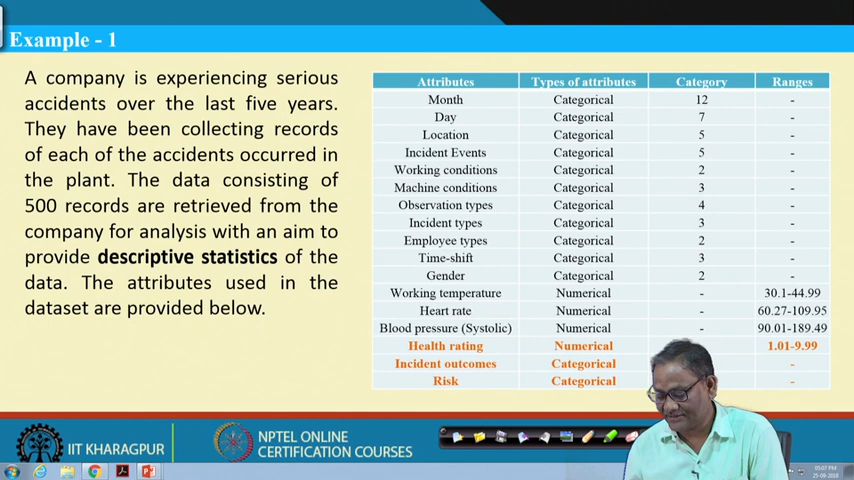 Example - 1
A company is experiencing serious
accidents over the last five years.
They have been collecting records
of each of the accidents occurred in
the plant. The data consisting of
500 records are retrieved from the
company for analysis with an aim to
provide descriptive statistics of the
data. The attributes used in the
dataset are provided below.
Attributes Types of attributes Category Ranges
Month Categorical 12 -
Day Categorical 7 -
Location Categorical 5 -
Incident Events Categorical 5 -
Working conditions Categorical 2 -
Machine conditions Categorical 3 -
Observation types Categorical 4 -
Incident types Categorical 3 -
Employee types Categorical 2 -
Time-shift Categorical 3 -
Gender Categorical 2 -
Working temperature Numerical - 30.1-44.99
Heart rate Numerical - 60.27-109.95
Blood pressure (Systolic) Numerical - 90.01-189.49
Health rating Numerical 1.01-9.99
Incident outcomes Categorical -
Risk Categorical -
IIT KHARAGPUR
NPTEL ONLINE
CERTIFICATION COURSES
05:07 PM
25-09-2018